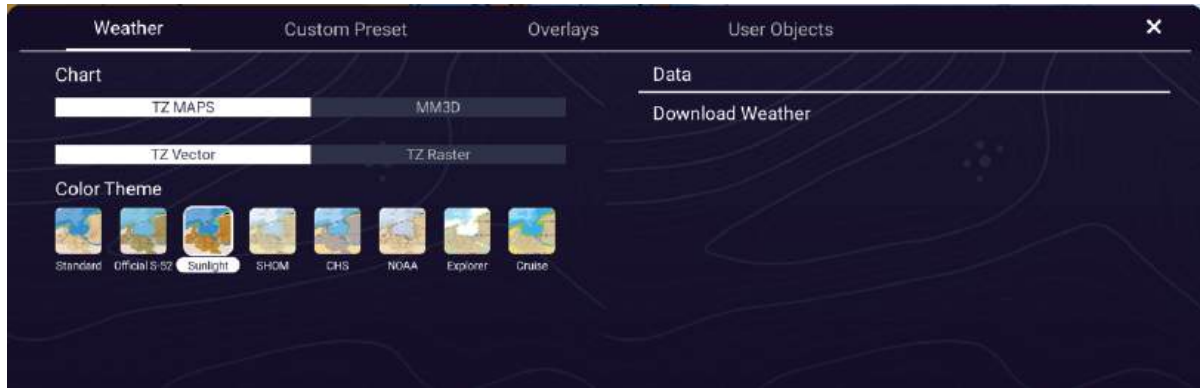 Weather Custom Preset Overlays User Objects
Chart
TZ MAPS MM3D
TZ Vector TZ Raster
Color Theme
Standard Official S-52 Sunlight SHOM CHS NOAA Explorer Cruise
Data
Download Weather